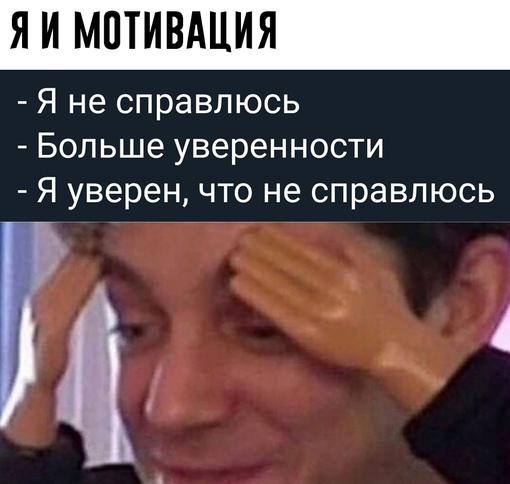 Я И МОТИВАЦИЯ
- Я не справлюсь
- Больше уверенности
- Я уверен, что не справлюсь